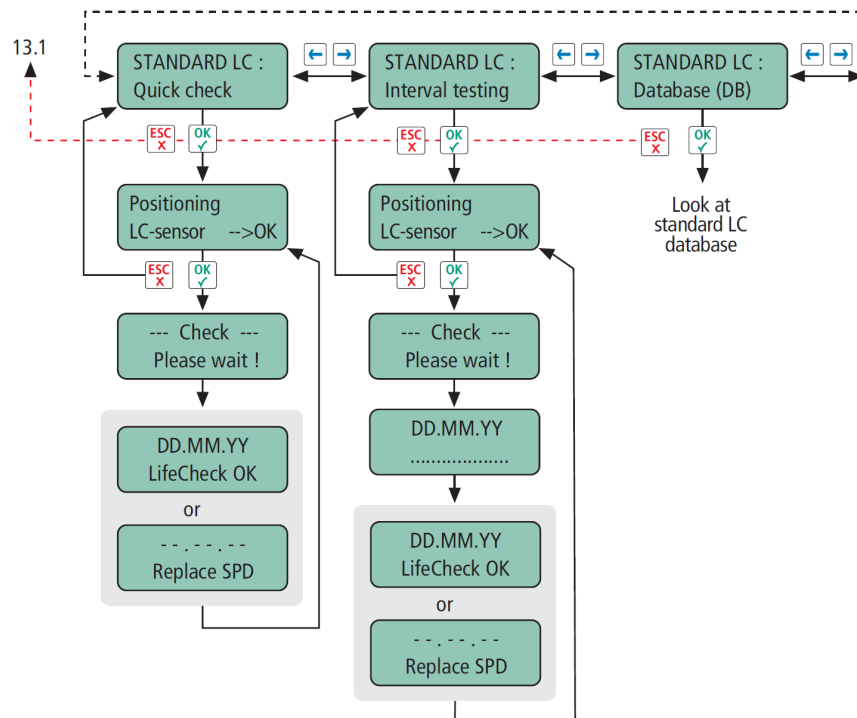 13.1
STANDARD LC :
Quick check
← →
STANDARD LC :
Interval testing
← →
STANDARD LC :
Database (DB)
← →
ESC
X
OK
✓
ESC
X
OK
✓
ESC
X
OK
✓
Positioning
LC-sensor -->OK
Positioning
LC-sensor -->OK
Look at
standard LC
database
ESC
X
OK
✓
ESC
X
OK
✓
--- Check ---
Please wait !
--- Check ---
Please wait !
DD.MM.YY
LifeCheck OK
or
- - . - - . - -
Replace SPD
DD.MM.YY
...................
DD.MM.YY
LifeCheck OK
or
- - . - - . - -
Replace SPD